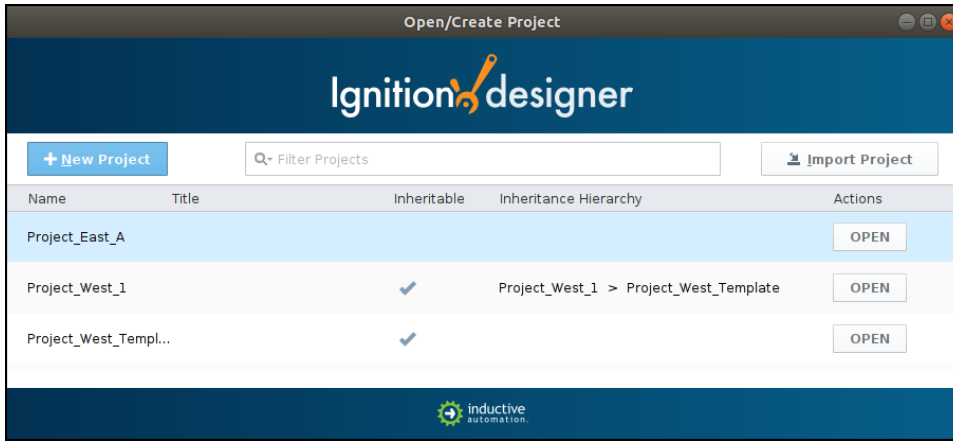 Open/Create Project
Ignition designer
+ New Project
Filter Projects
Import Project
Name Title Inheritable Inheritance Hierarchy Actions
Project_East_A OPEN
Project_West_1 Project_West_1 > Project_West_Template OPEN
Project_West_Templ... OPEN
inductive
automation.